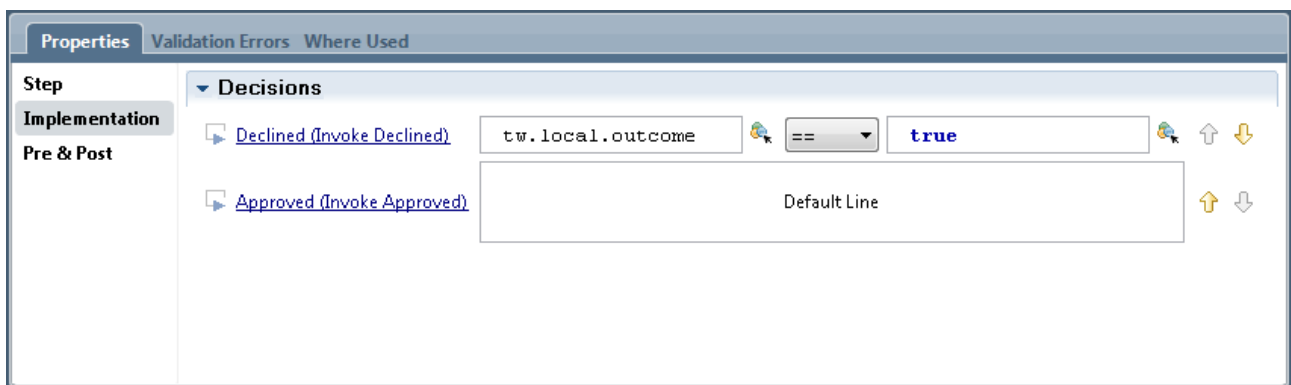 Properties Validation Errors Where Used
Step
Decisions
Implementation
Declined (Invoke Declined) tw.local.outcome == true
Pre & Post
Approved (Invoke Approved) Default Line